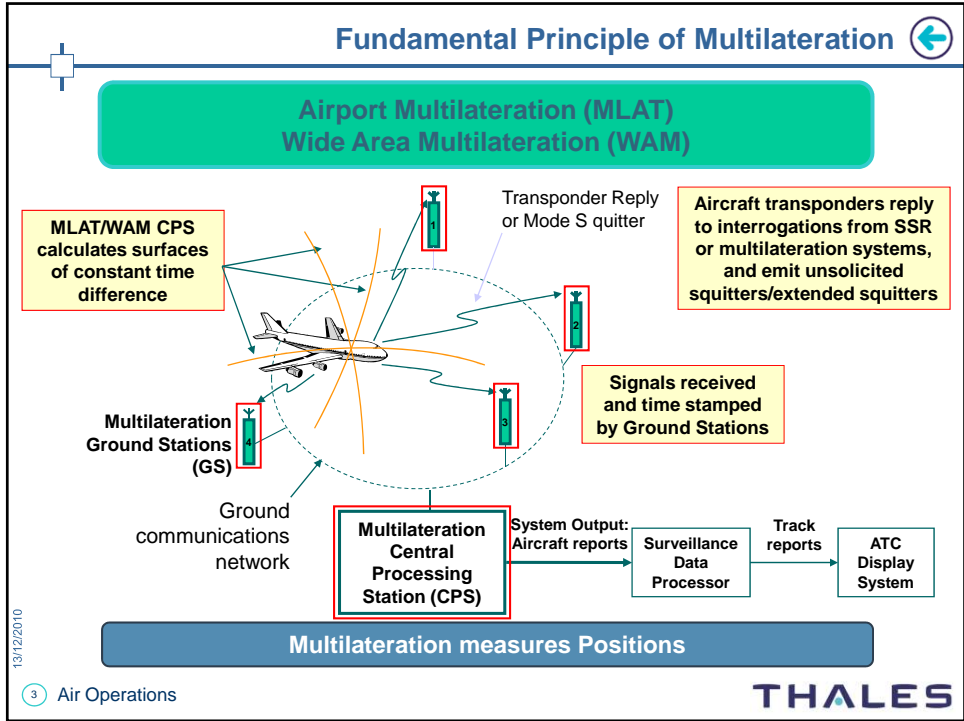 Fundamental Principle of Multilateration
Airport Multilateration (MLAT)
Wide Area Multilateration (WAM)
MLAT/WAM CPS
calculates surfaces
of constant time
difference
1
Transponder Reply
or Mode S quitter
Aircraft transponders reply
to interrogations from SSR
or multilateration systems,
and emit unsolicited
squitters/extended squitters
2
Signals received
and time stamped
by Ground Stations
3
4
Multilateration
Ground Stations
(GS)
Ground
communications
network
Multilateration
Central
Processing
Station (CPS)
System Output:
Aircraft reports
Surveillance
Data
Processor
Track
reports
ATC
Display
System
13/12/2010
Multilateration measures Positions
3 Air Operations
THALES